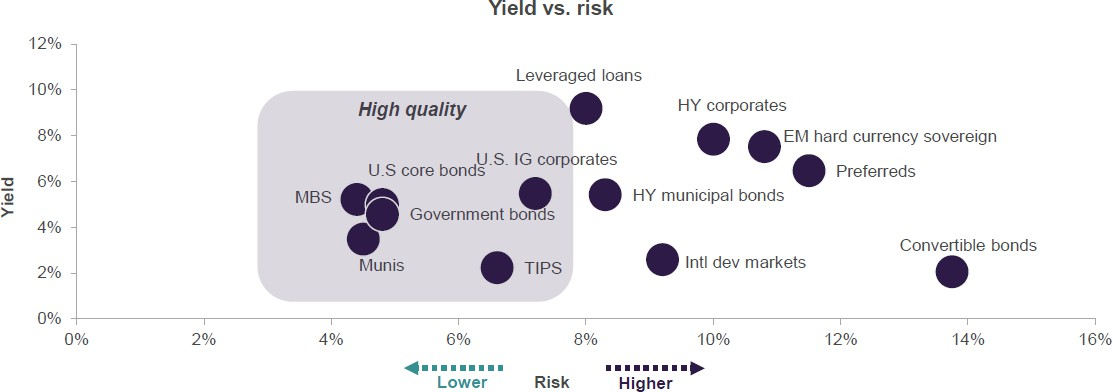 Yield vs. risk
12%
10%
8%
6%
4%
2%
0%
Yield
High quality
Leveraged loans
HY corporates
EM hard currency sovereign
Preferreds
U.S. IG corporates
U.S core bonds
MBS
Government bonds
HY municipal bonds
Munis
TIPS
Intl dev markets
Convertible bonds
0%
2%
4%
6%
8%
10%
12%
14%
16%
Lower
Risk
Higher